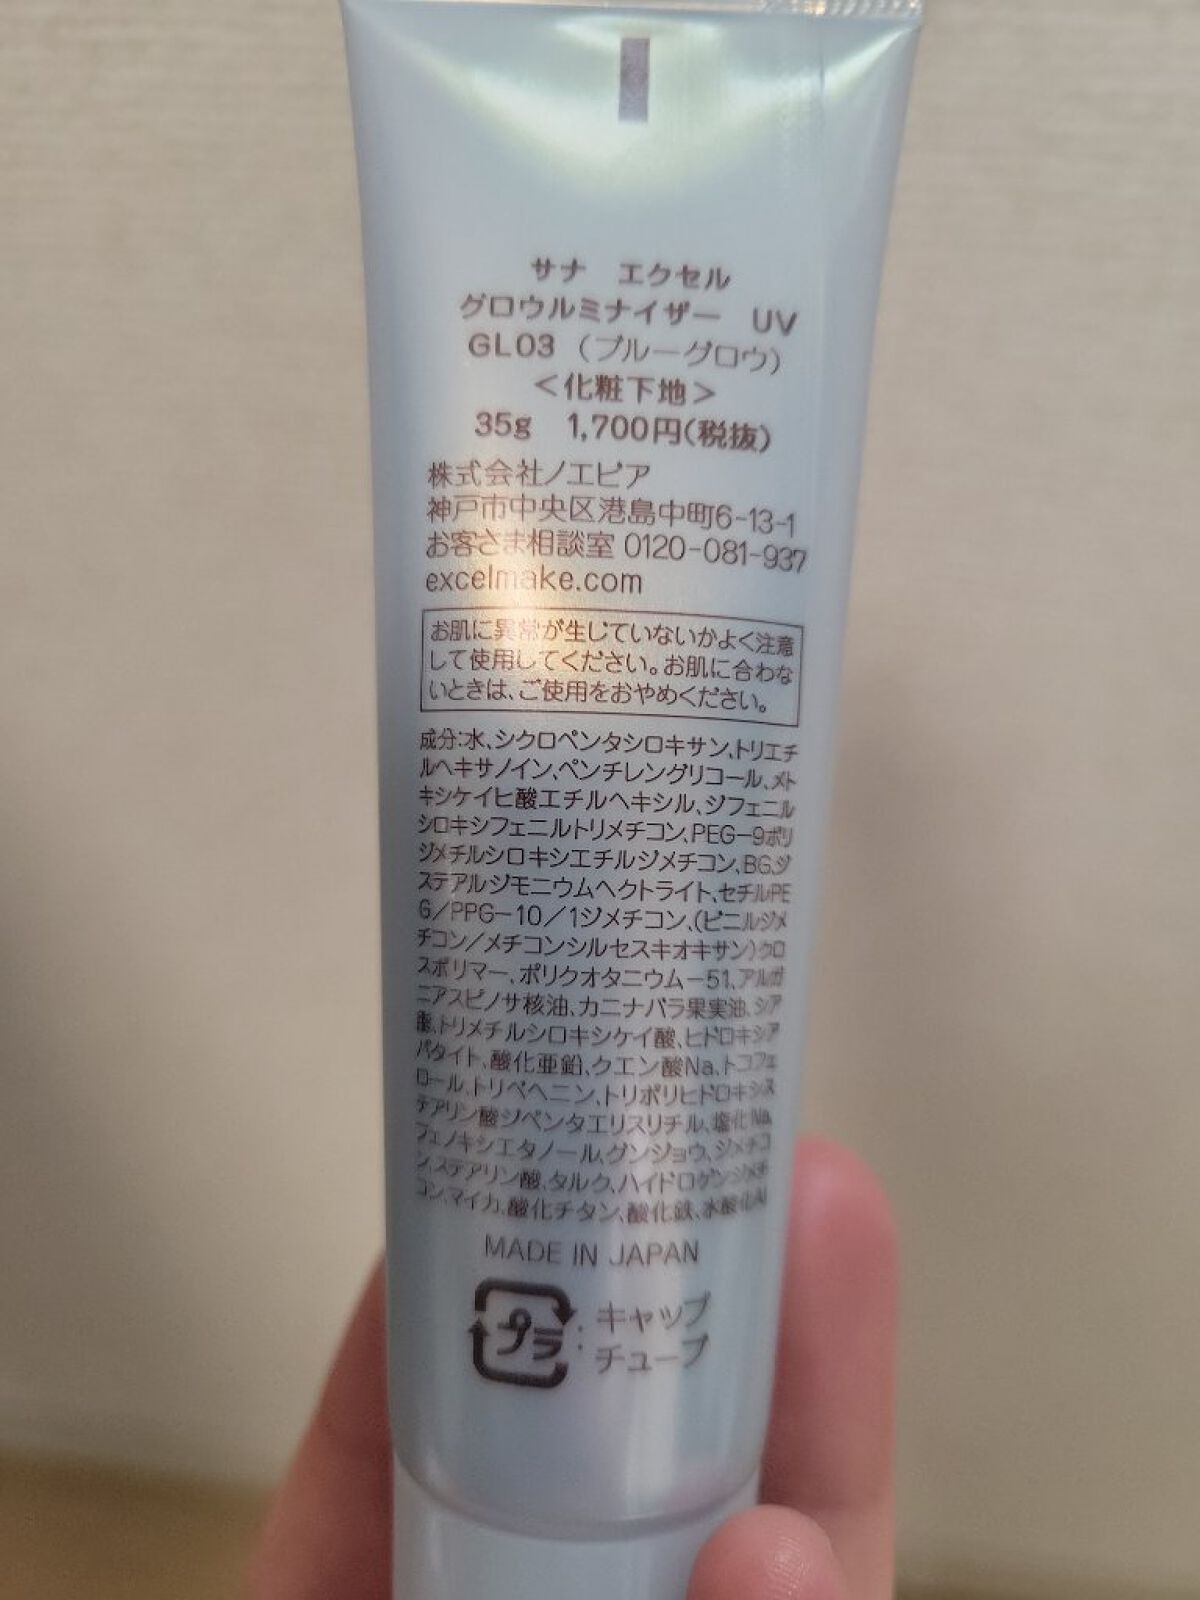 サナ エクセル
グロウルミナイザー UV
GL03 （ブルーグロウ）
＜化粧下地＞
35g 1,700円(税抜)
株式会社ノエビア
神戸市中央区港島中町6-13-1
お客さま相談室 0120-081-937
excelmake.com
お肌に異常が生じていないかよく注意
して使用してください。お肌に合わな
いときは、ご使用をおやめください。
成分:水、シクロペンタシロキサン、トリエチ
ルヘキサノイン、ペンチレングリコール、メト
キシケイヒ酸エチルヘキシル、ジフェニル
シロキシフェニルトリメチコン、PEG-9ポリ
ジメチルシロキシエチルジメチコン、BG、ジ
ステアルジモニウムヘクトライト、セチルPE
G/PPG-10/1ジメチコン、(ビニルジメ
チコン/メチコンシルセスキオキサン)クロ
スポリマー、ポリクオタニウム-51、アルガ
ニアスピノサ核油、カニナバラ果実油、シア
酸、トリメチルシロキシケイ酸、ヒドロキシア
パタイト、酸化亜鉛、クエン酸Na、トコフェ
ロール、トリベヘニン、トリポリヒドロキシス
テアリン酸ジペンタエリスリチル、塩化Na、
フェノキシエタノール、グンジョウ、ジメチコ
ン、ステアリン酸、タルク、ハイドロゲンジメチ
コン、マイカ、酸化チタン、酸化鉄、水酸化Al
MADE IN JAPAN
プラ : キャップ
: チューブ